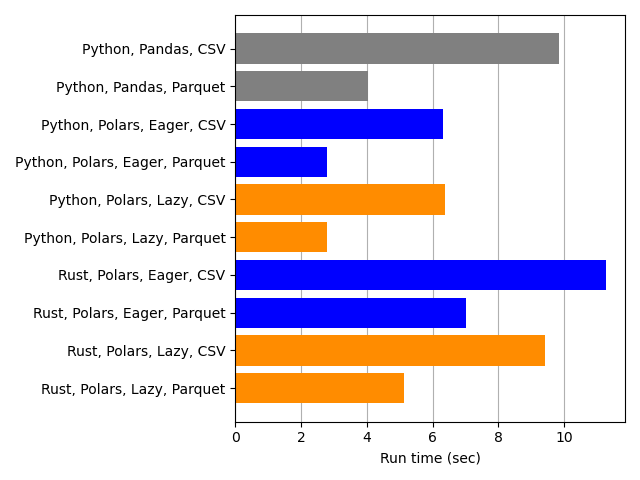 Python, Pandas, CSV
Python, Pandas, Parquet
Python, Polars, Eager, CSV
Python, Polars, Eager, Parquet
Python, Polars, Lazy, CSV
Python, Polars, Lazy, Parquet
Rust, Polars, Eager, CSV
Rust, Polars, Eager, Parquet
Rust, Polars, Lazy, CSV
Rust, Polars, Lazy, Parquet
0 2 4 6 8 10
Run time (sec)